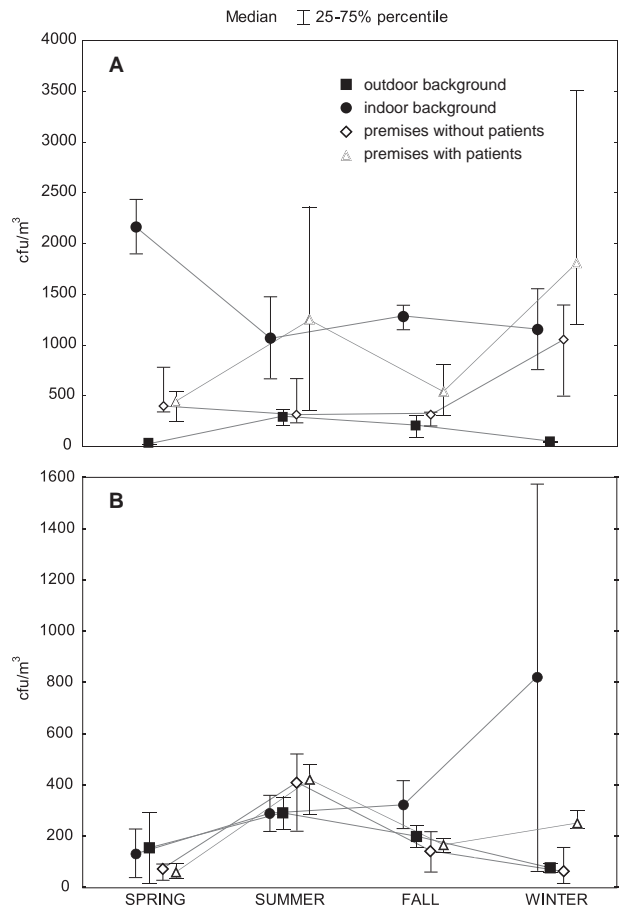 Median 25-75% percentile
4000
A
3500
outdoor background
indoor background
3000
premises without patients
premises with patients
2500
cfu/m³
2000
1500
1000
500
0
1600
B
1400
1200
1000
cfu/m³
800
600
400
200
0
SPRING SUMMER FALL WINTER